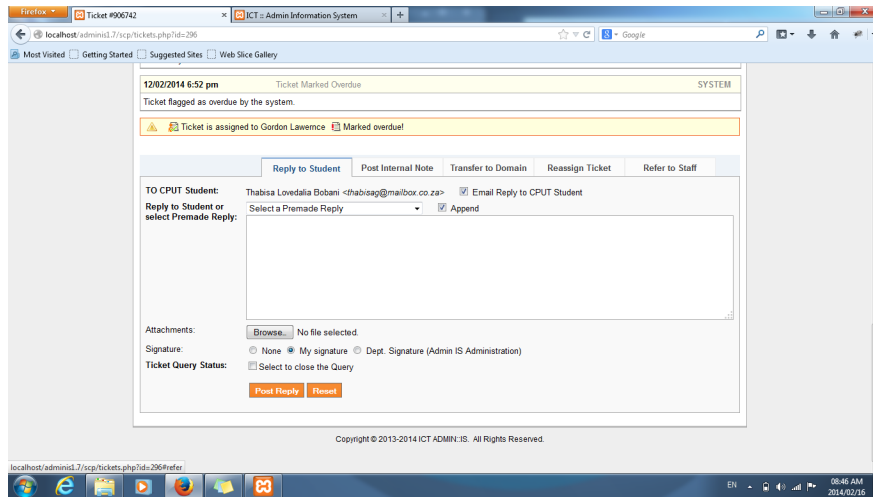 Firefox
Ticket #906742 × ICT :: Admin Information System × +
localhost/adminis1.7/scp/tickets.php?id=296 Google
Most Visited Getting Started Suggested Sites Web Slice Gallery
12/02/2014 6:52 pm Ticket Marked Overdue SYSTEM
Ticket flagged as overdue by the system.
Ticket is assigned to Gordon Lawernce Marked overdue!
Reply to Student Post Internal Note Transfer to Domain Reassign Ticket Refer to Staff
TO CPUT Student: Thabisa Lovedalia Bobani <thabisag@mailbox.co.za> Email Reply to CPUT Student
Reply to Student or Select a Premade Reply Append
select Premade Reply:
Attachments: Browse.. No file selected.
Signature: None My signature Dept. Signature (Admin IS Administration)
Ticket Query Status: Select to close the Query
Post Reply Reset
Copyright © 2013-2014 ICT ADMIN::IS. All Rights Reserved.
localhost/adminis1.7/scp/tickets.php?id=296#refer
EN 08:46 AM
2014/02/16